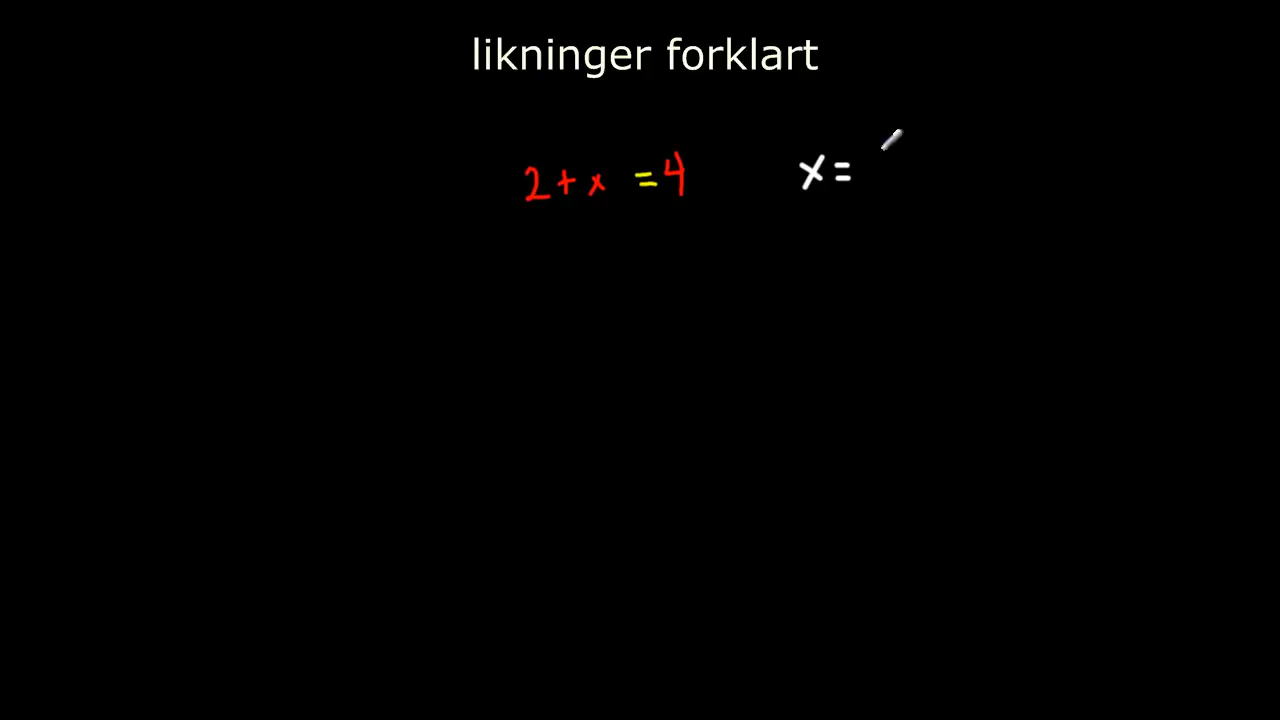 likninger forklart
2 + x = 4 x =